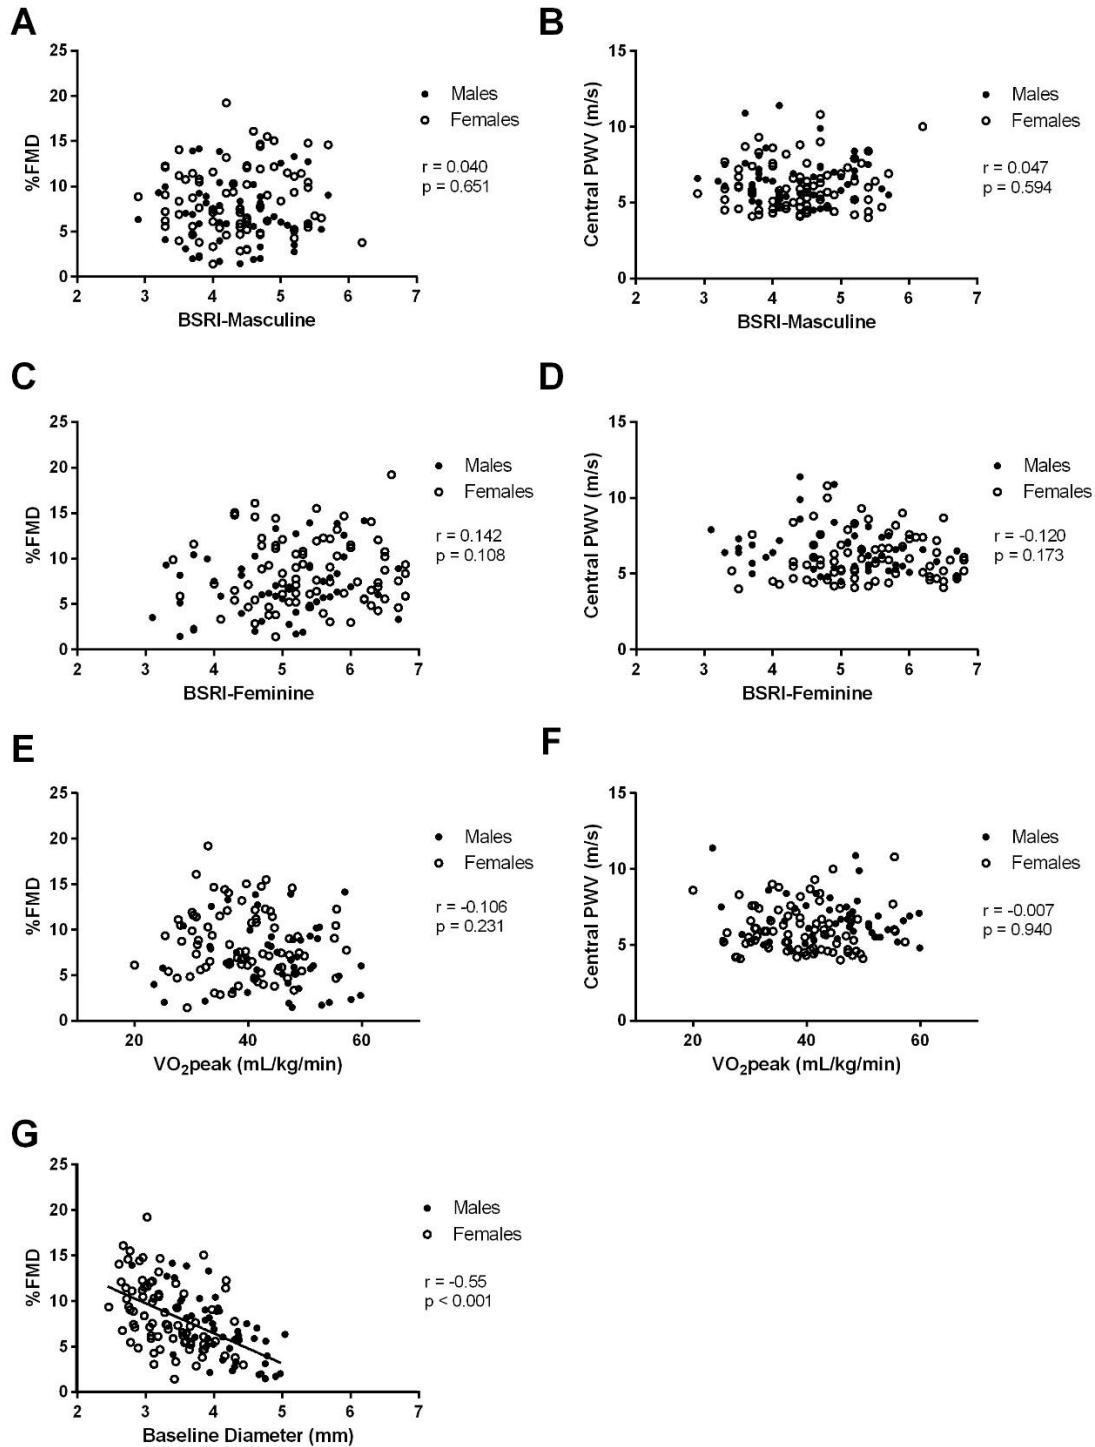 A
25
20
15
10
5
0
%FMD
2 3 4 5 6 7
BSRI-Masculine
Males
Females
r = 0.040
p = 0.651
B
15
10
5
0
Central PWV (m/s)
2 3 4 5 6 7
BSRI-Masculine
Males
Females
r = 0.047
p = 0.594
C
25
20
15
10
5
0
%FMD
2 3 4 5 6 7
BSRI-Feminine
Males
Females
r = 0.142
p = 0.108
D
15
10
5
0
Central PWV (m/s)
2 3 4 5 6 7
BSRI-Feminine
Males
Females
r = -0.120
p = 0.173
E
25
20
15
10
5
0
%FMD
20 40 60
VO₂peak (mL/kg/min)
Males
Females
r = -0.106
p = 0.231
F
15
10
5
0
Central PWV (m/s)
20 40 60
VO₂peak (mL/kg/min)
Males
Females
r = -0.007
p = 0.940
G
25
20
15
10
5
0
%FMD
2 3 4 5 6 7
Baseline Diameter (mm)
Males
Females
r = -0.55
p < 0.001